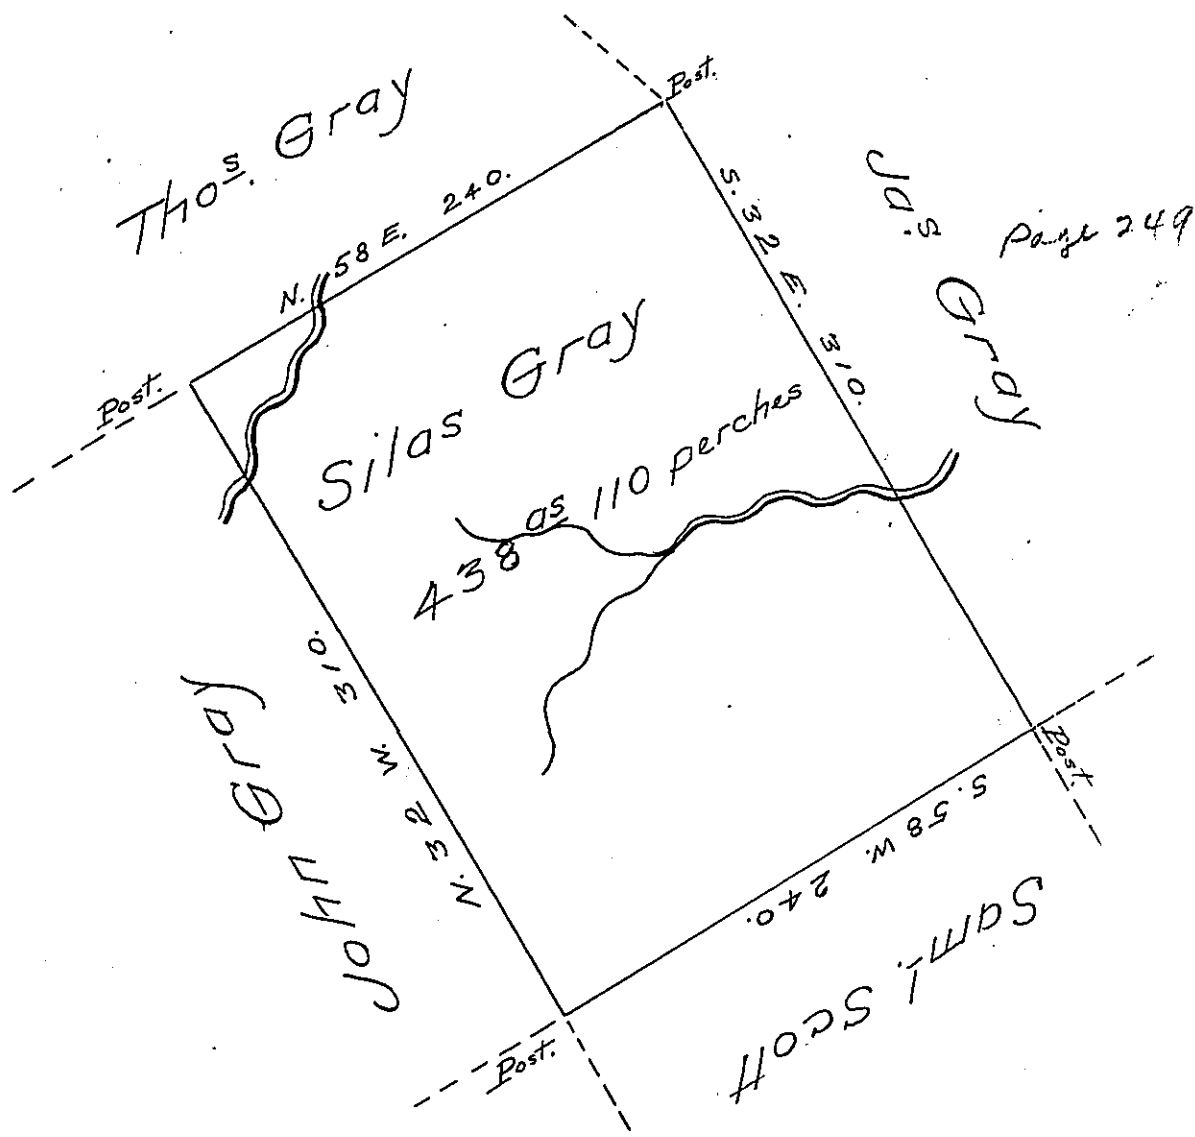 Thos. Gray
Post.
N. 58 E. 240.
Jas. Gray
Page 249
S. 32 E. 310.
Post.
Silas Gray
438 as 110 perches
N. 32 W. 310.
John Gray
Post.
S. 58 W. 240.
Saml. Scott
Post.